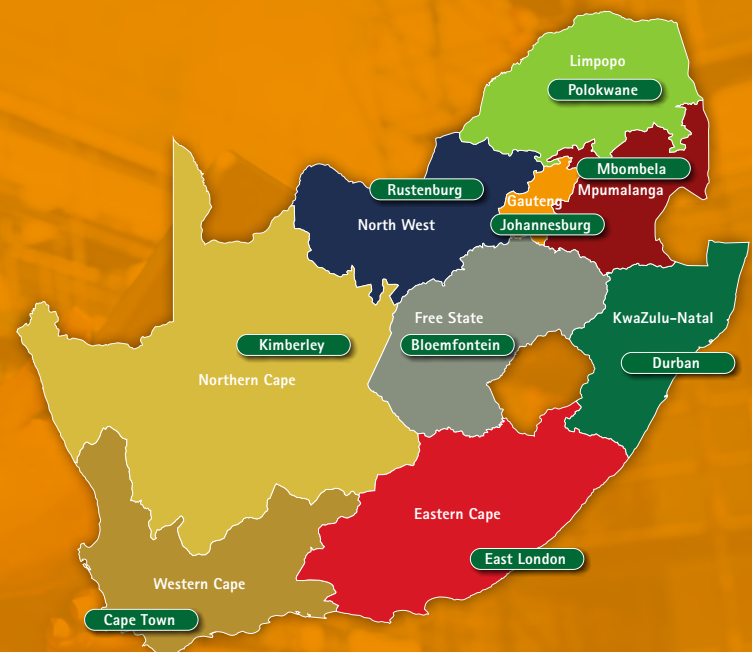 Limpopo
Polokwane
Mbombela
Mpumalanga
Rustenburg
Gauteng
North West
Johannesburg
Free State
KwaZulu-Natal
Kimberley
Bloemfontein
Durban
Northern Cape
Eastern Cape
East London
Western Cape
Cape Town